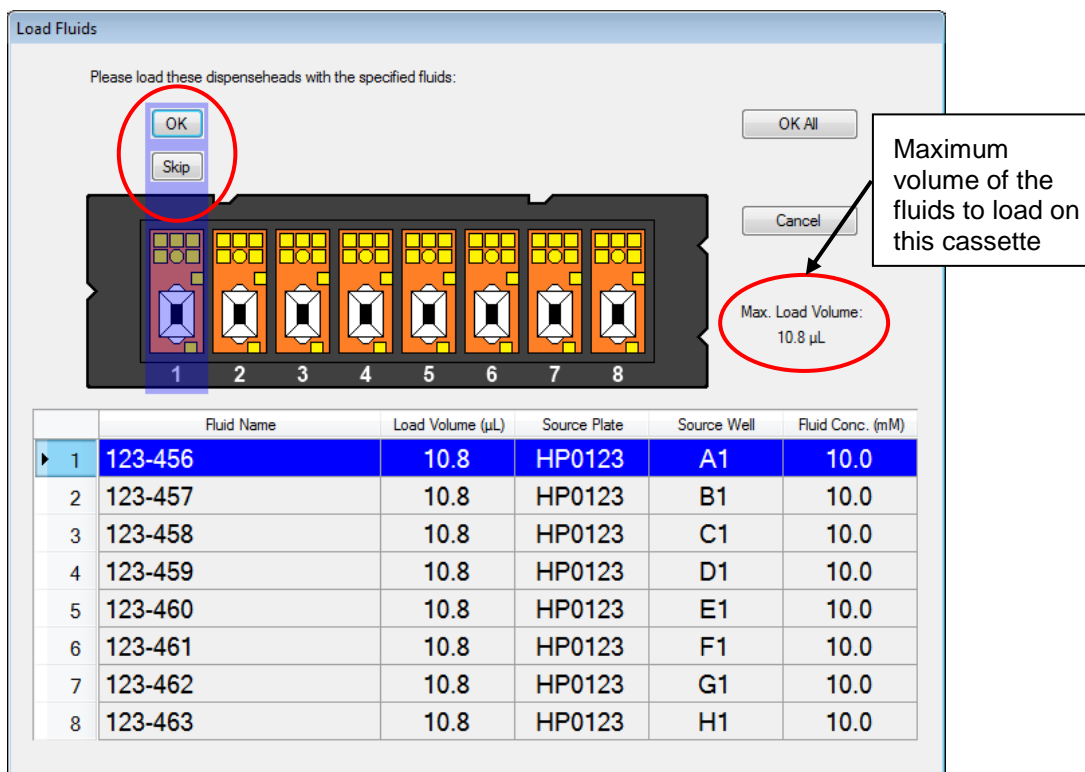 Load Fluids
Please load these dispenseheads with the specified fluids:
OK
OK All
Skip
Cancel
Maximum
volume of the
fluids to load on
this cassette
Max. Load Volume:
10.8 µL
1 2 3 4 5 6 7 8
Fluid Name Load Volume (µL) Source Plate Source Well Fluid Conc. (mM)
1 123-456 10.8 HP0123 A1 10.0
2 123-457 10.8 HP0123 B1 10.0
3 123-458 10.8 HP0123 C1 10.0
4 123-459 10.8 HP0123 D1 10.0
5 123-460 10.8 HP0123 E1 10.0
6 123-461 10.8 HP0123 F1 10.0
7 123-462 10.8 HP0123 G1 10.0
8 123-463 10.8 HP0123 H1 10.0